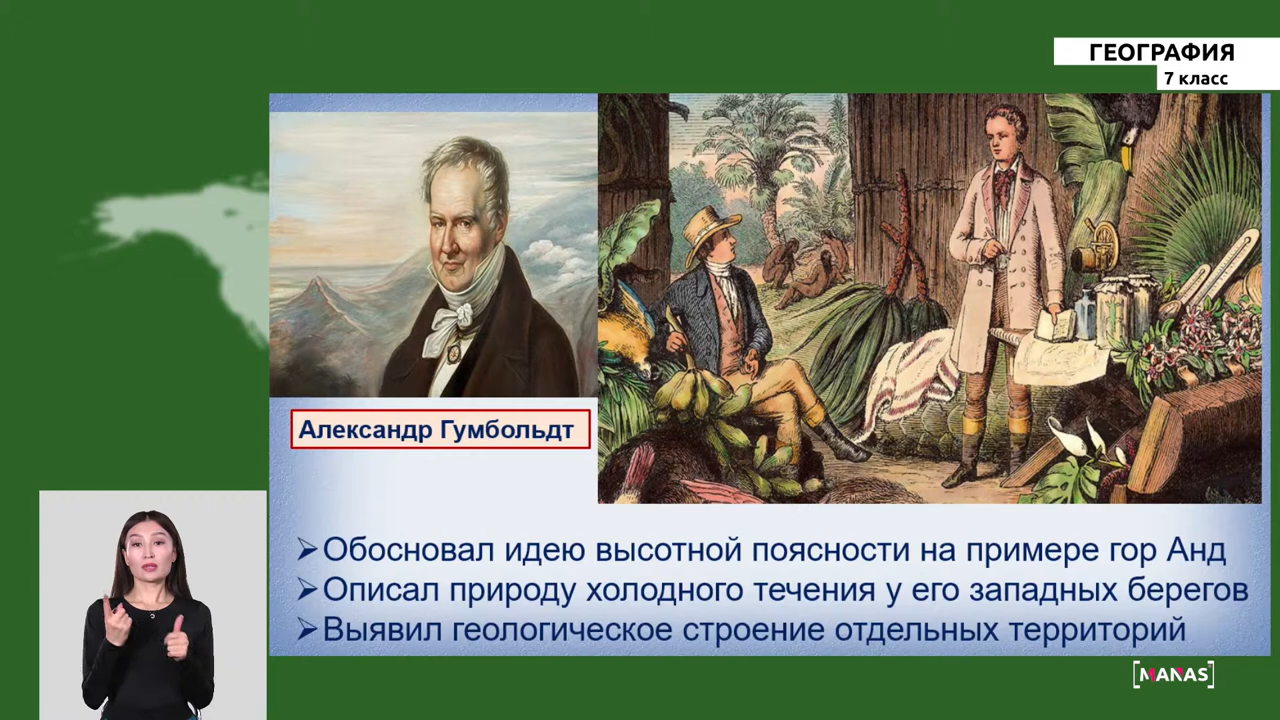 ГЕОГРАФИЯ
7 класс
Александр Гумбольдт
Обосновал идею высотной поясности на примере гор Анд
Описал природу холодного течения у его западных берегов
Выявил геологическое строение отдельных территорий
[MANAS]